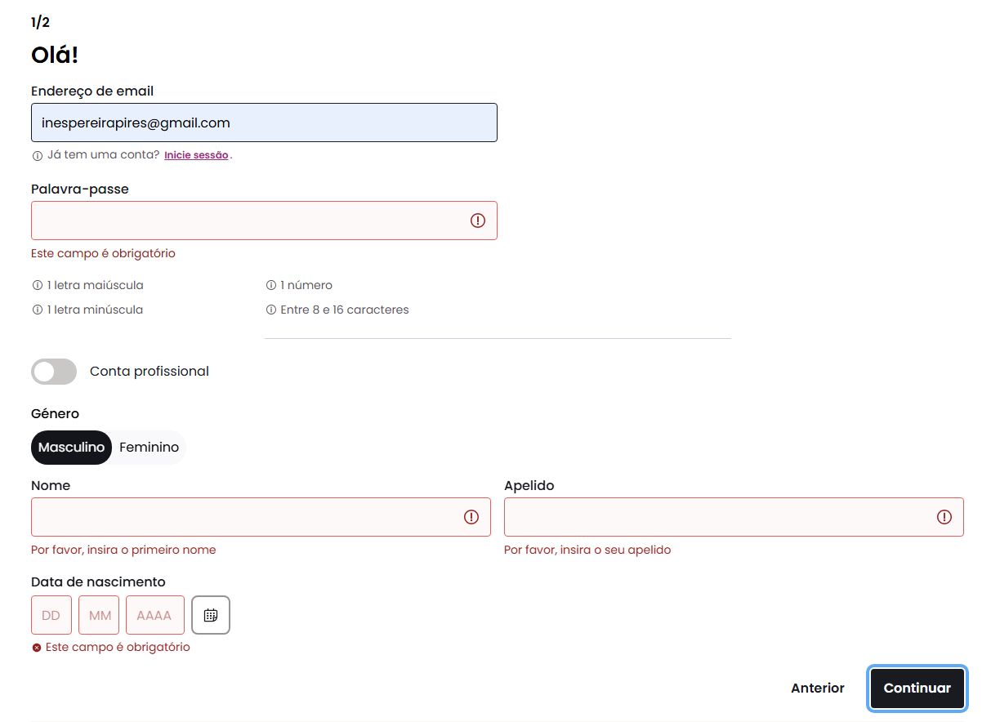 1/2
Olá!
Endereço de email
inespereirapires@gmail.com
Já tem uma conta? Inicie sessão.
Palavra-passe
Este campo é obrigatório
1 letra maiúscula 1 número
1 letra minúscula Entre 8 e 16 caracteres
Conta profissional
Género
Masculino Feminino
Nome Apelido
Por favor, insira o primeiro nome Por favor, insira o seu apelido
Data de nascimento
DD MM AAAA
Este campo é obrigatório
Anterior Continuar